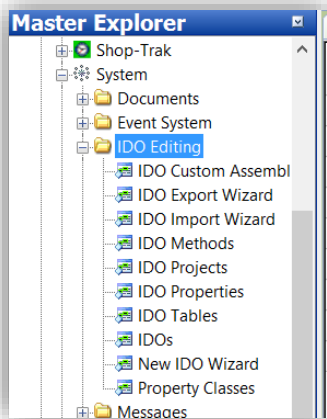 Master Explorer
Shop-Trak
System
Documents
Event System
IDO Editing
IDO Custom Assembl
IDO Export Wizard
IDO Import Wizard
IDO Methods
IDO Projects
IDO Properties
IDO Tables
IDOs
New IDO Wizard
Property Classes
Messages